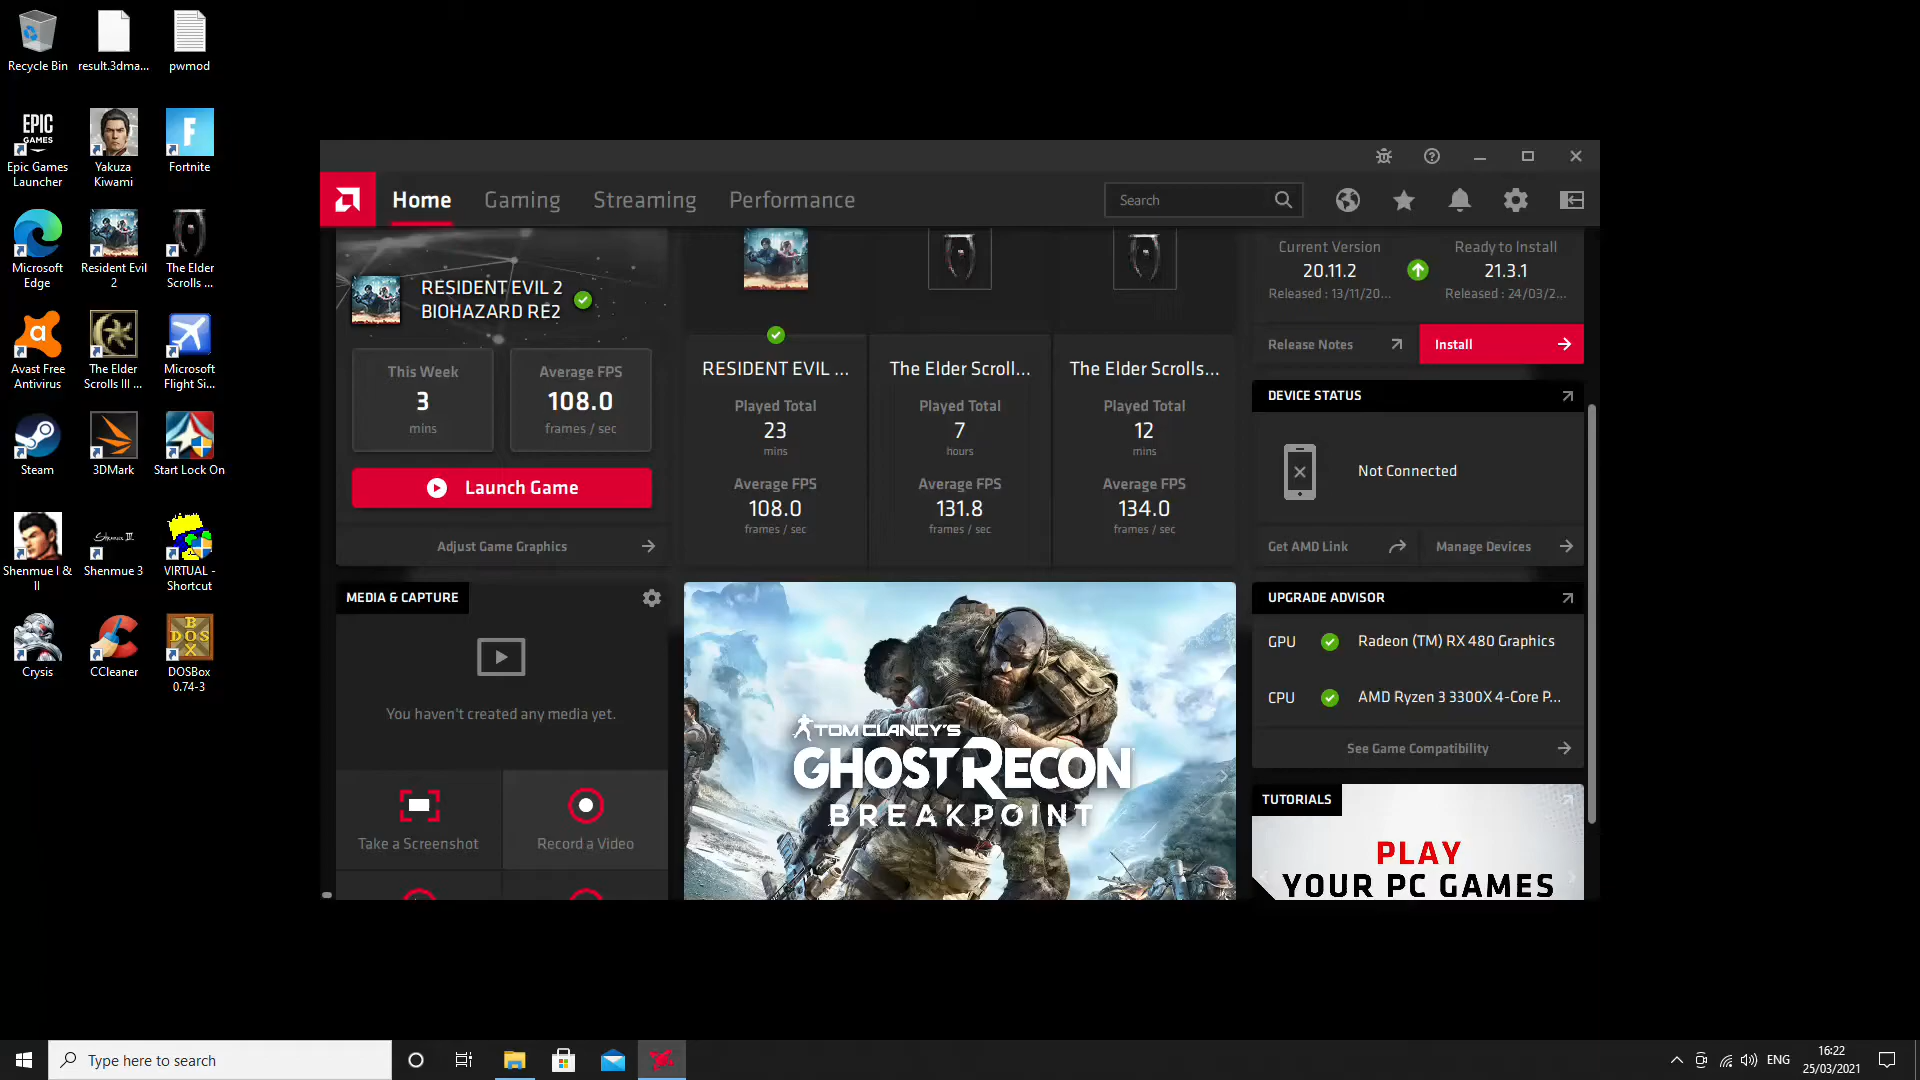 Recycle Bin
result.3dma...
pwmod
EPIC
GAMES
Epic Games
Launcher
Yakuza
Kiwami
Fortnite
Microsoft
Edge
Resident Evil
2
The Elder
Scrolls ...
Avast Free
Antivirus
The Elder
Scrolls III ...
Microsoft
Flight Si...
Steam
3DMark
Start Lock On
Shenmue I &
II
Shenmue 3
VIRTUAL -
Shortcut
Crysis
CCleaner
DOSBox
0.74-3
Home
Gaming
Streaming
Performance
Search
RESIDENT EVIL 2
BIOHAZARD RE2
This Week
3
mins
Average FPS
108.0
frames / sec
Launch Game
Adjust Game Graphics
RESIDENT EVIL ...
Played Total
23
mins
Average FPS
108.0
frames / sec
The Elder Scroll...
Played Total
7
hours
Average FPS
131.8
frames / sec
The Elder Scrolls...
Played Total
12
mins
Average FPS
134.0
frames / sec
Current Version
20.11.2
Released : 13/11/20...
Ready to Install
21.3.1
Released : 24/03/2...
Release Notes
Install
DEVICE STATUS
Not Connected
Get AMD Link
Manage Devices
MEDIA & CAPTURE
You haven't created any media yet.
Take a Screenshot
Record a Video
TOM CLANCY'S
GHOST RECON
BREAKPOINT
UPGRADE ADVISOR
GPU
Radeon (TM) RX 480 Graphics
CPU
AMD Ryzen 3 3300X 4-Core P...
See Game Compatibility
TUTORIALS
PLAY
YOUR PC GAMES
Type here to search
ENG
16:22
25/03/2021